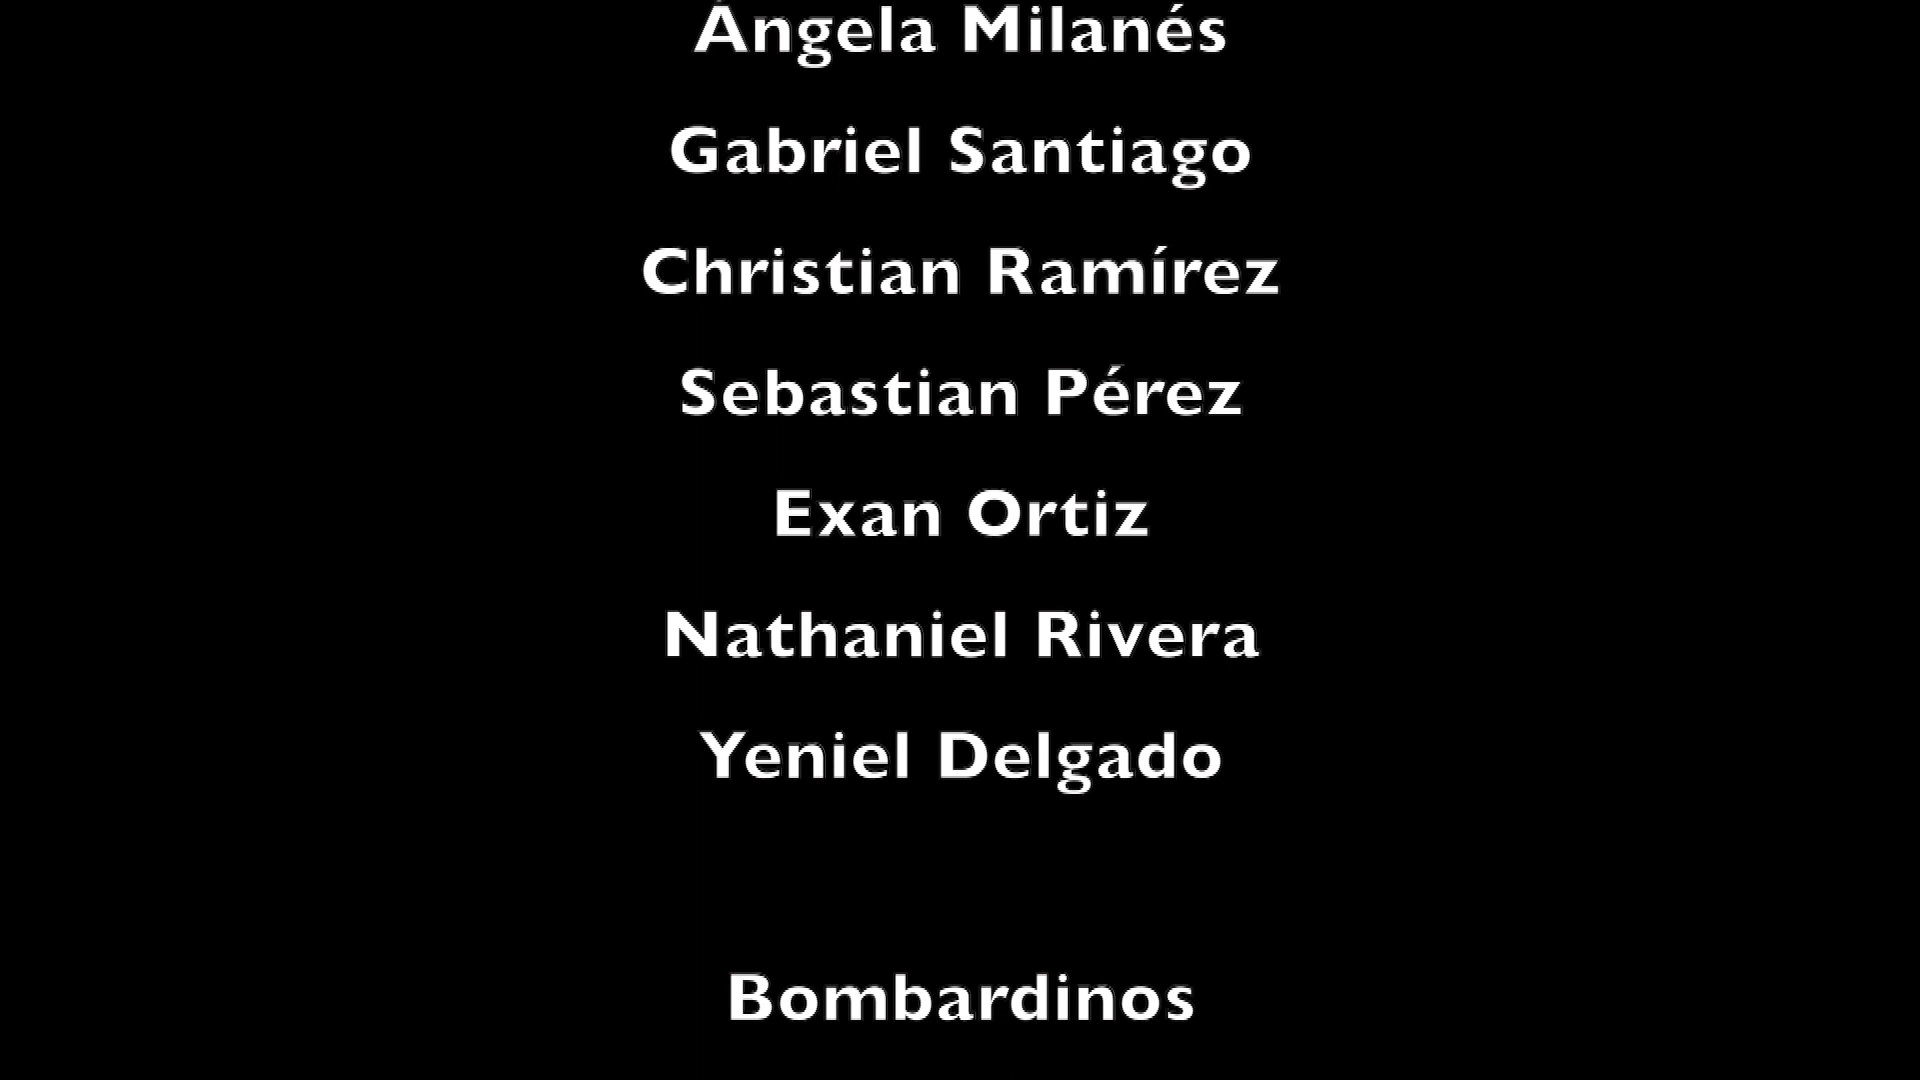 Ángela Milanés
Gabriel Santiago
Christian Ramírez
Sebastian Pérez
Exan Ortiz
Nathaniel Rivera
Yeniel Delgado
Bombardinos